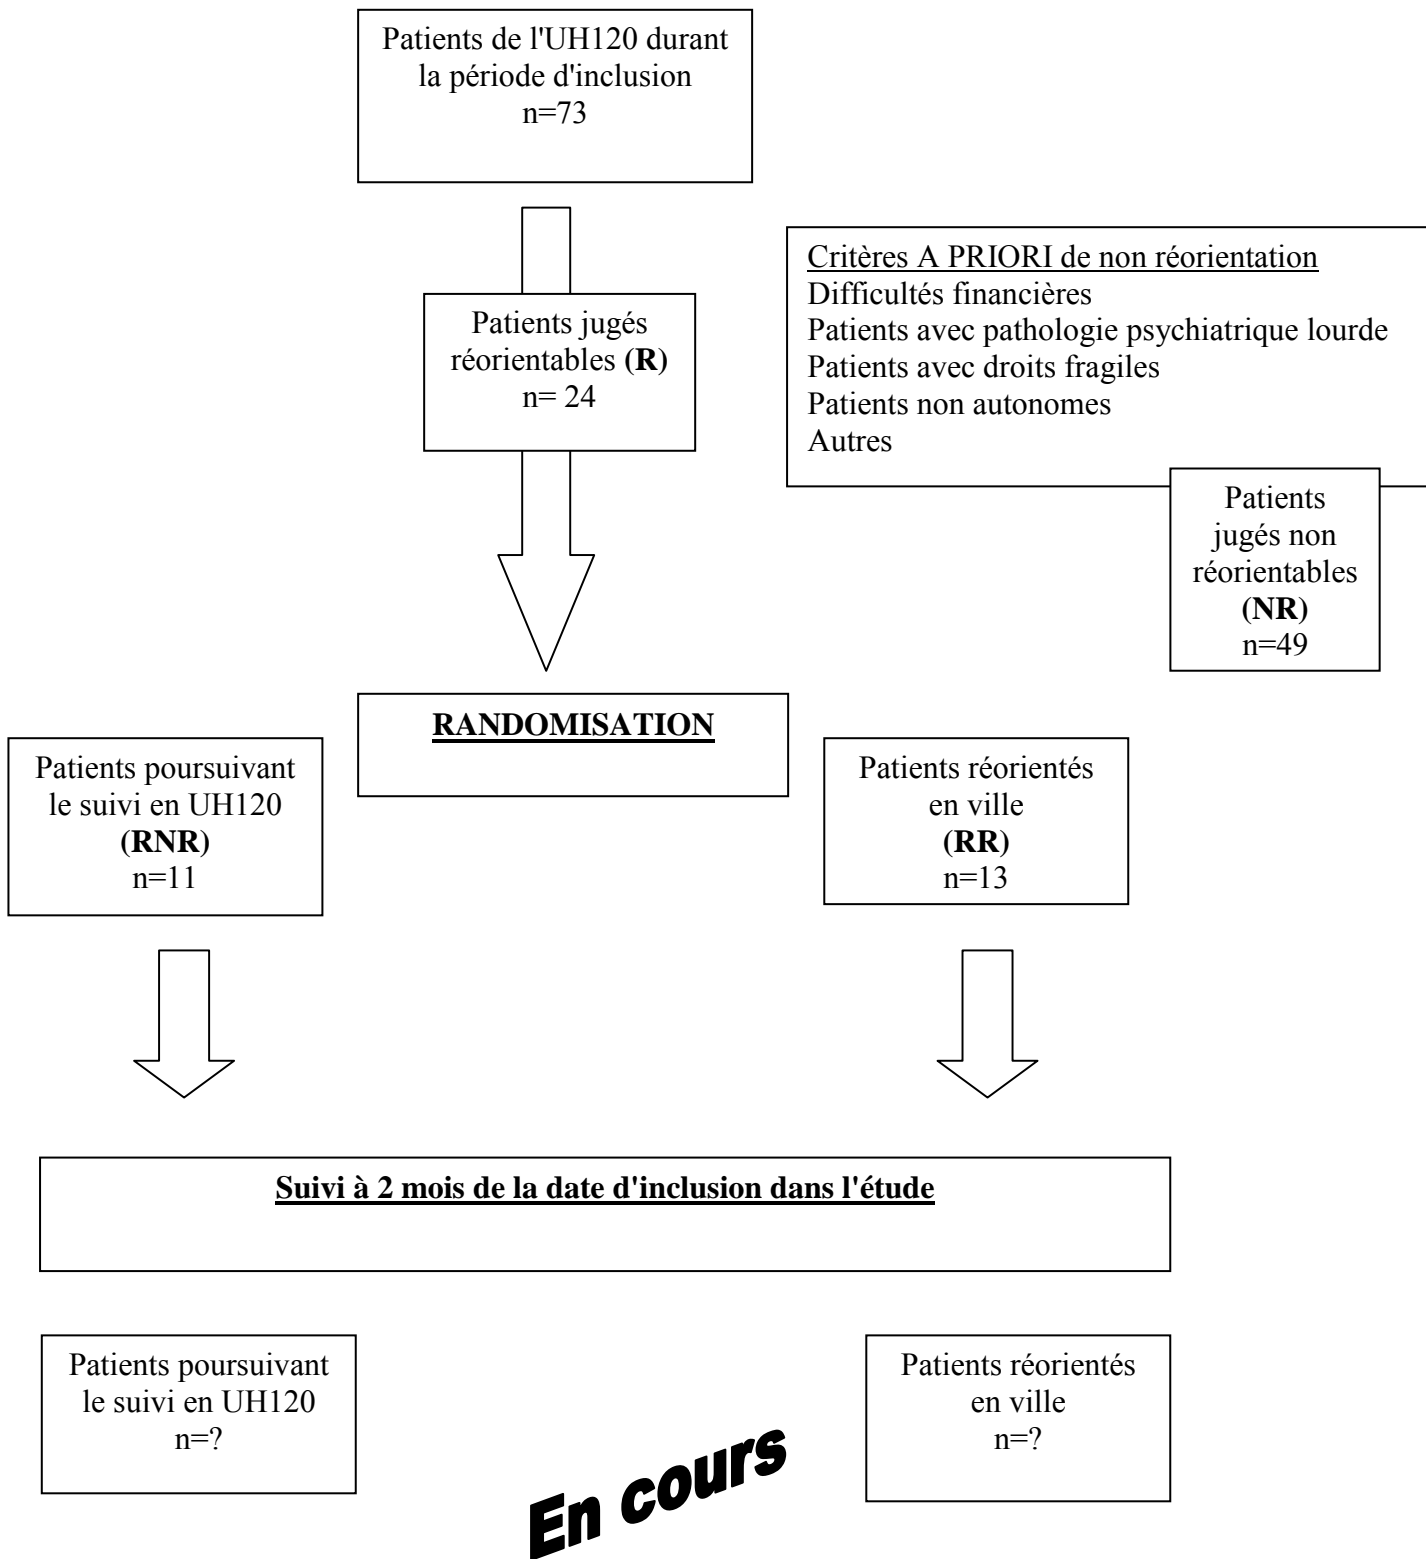 Patients de l'UH120 durant
la période d'inclusion
n=73
Critères A PRIORI de non réorientation
Difficultés financières
Patients avec pathologie psychiatrique lourde
Patients avec droits fragiles
Patients non autonomes
Autres
Patients jugés
réorientables (R)
n= 24
Patients
jugés non
réorientables
(NR)
n=49
RANDOMISATION
Patients poursuivant
le suivi en UH120
(RNR)
n=11
Patients réorientés
en ville
(RR)
n=13
Suivi à 2 mois de la date d'inclusion dans l'étude
Patients poursuivant
le suivi en UH120
n=?
Patients réorientés
en ville
n=?
En cours